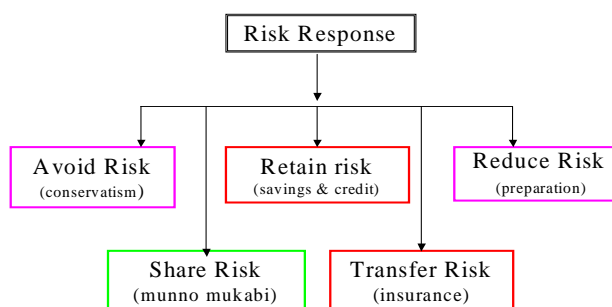 Risk Response
Avoid Risk
(conservatism)
Retain risk
(savings & credit)
Reduce Risk
(preparation)
Share Risk
(munno mukabi)
Transfer Risk
(insurance)